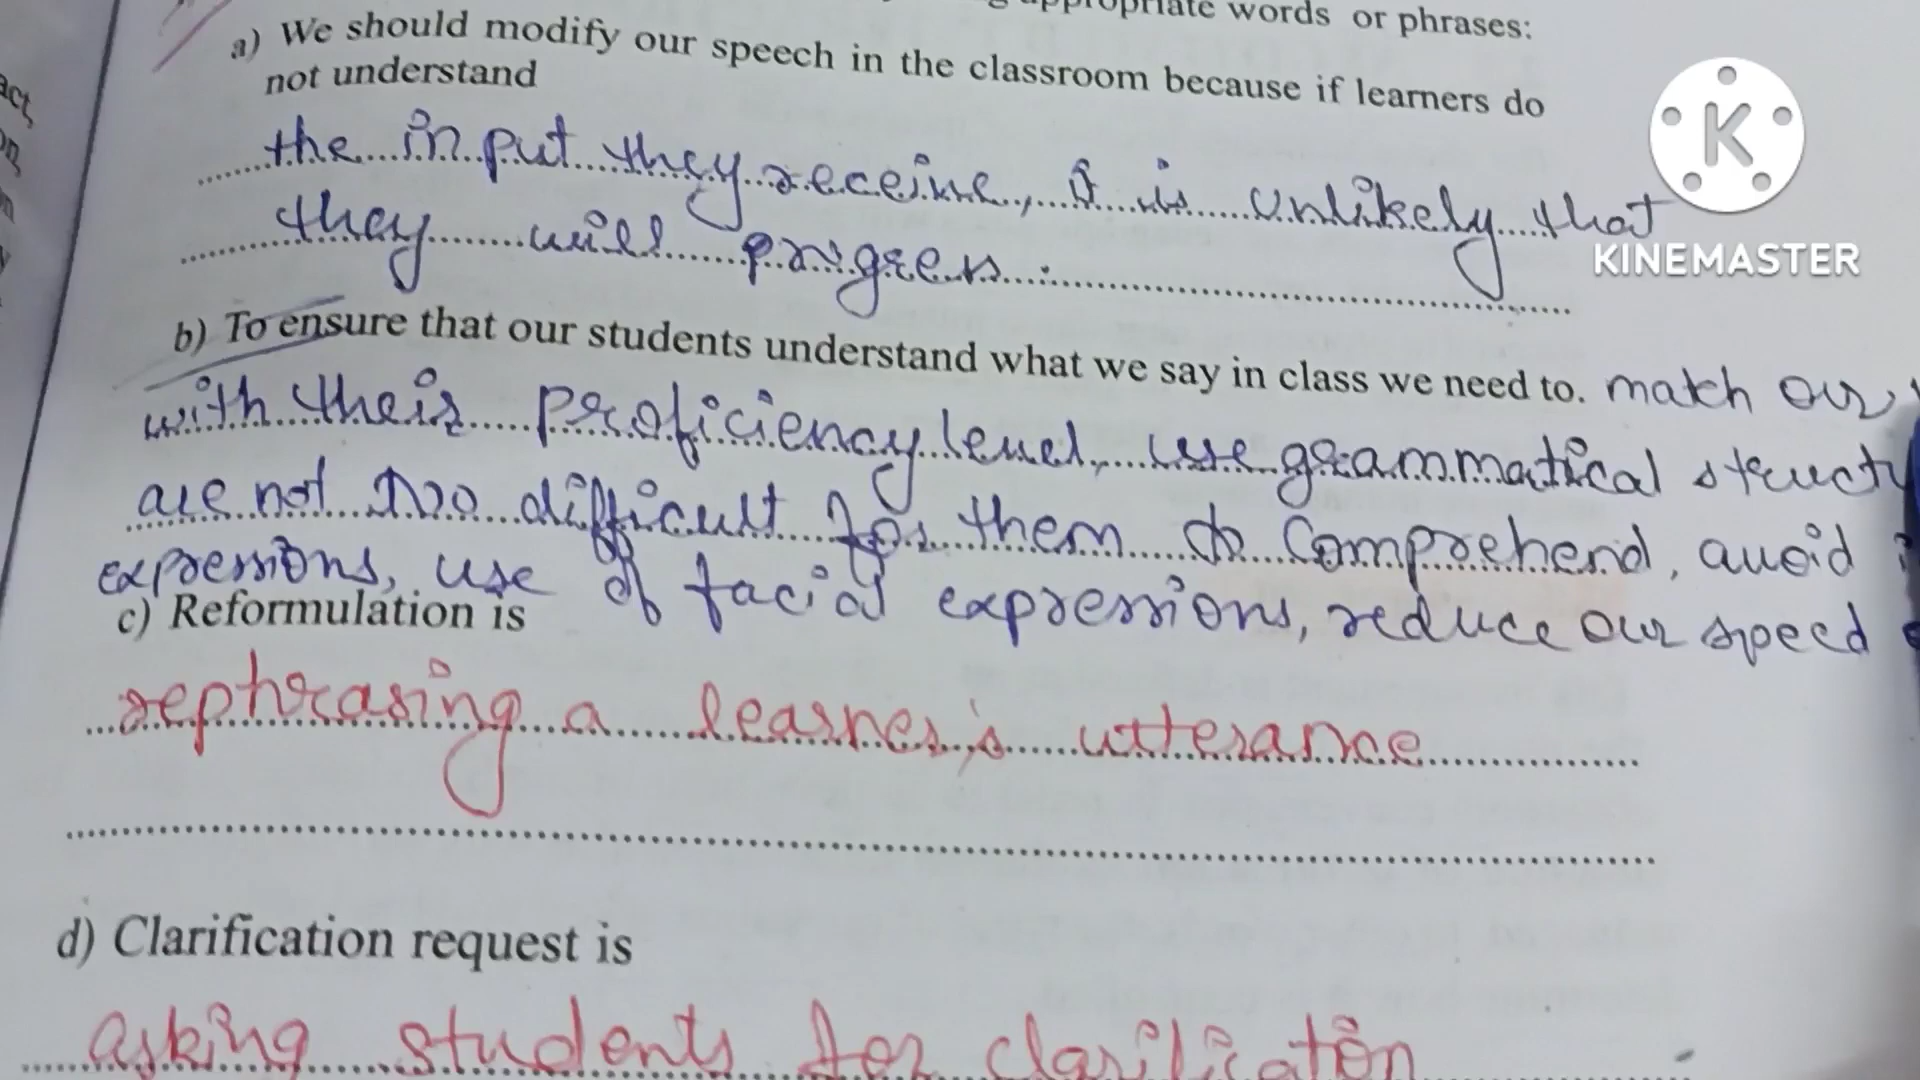 appropriate words or phrases:
a) We should modify our speech in the classroom because if learners do
not understand
the input they receive, it is unlikely that
they will progress.
b) To ensure that our students understand what we say in class we need to. match our
with their proficiency level, use grammatical
are not too difficult for them to comprehend, avoid
expressions, use of facial expressions, reduce our speed
c) Reformulation is
rephrasing a learner's utterance
d) Clarification request is
asking students for clarification
KINEMASTER